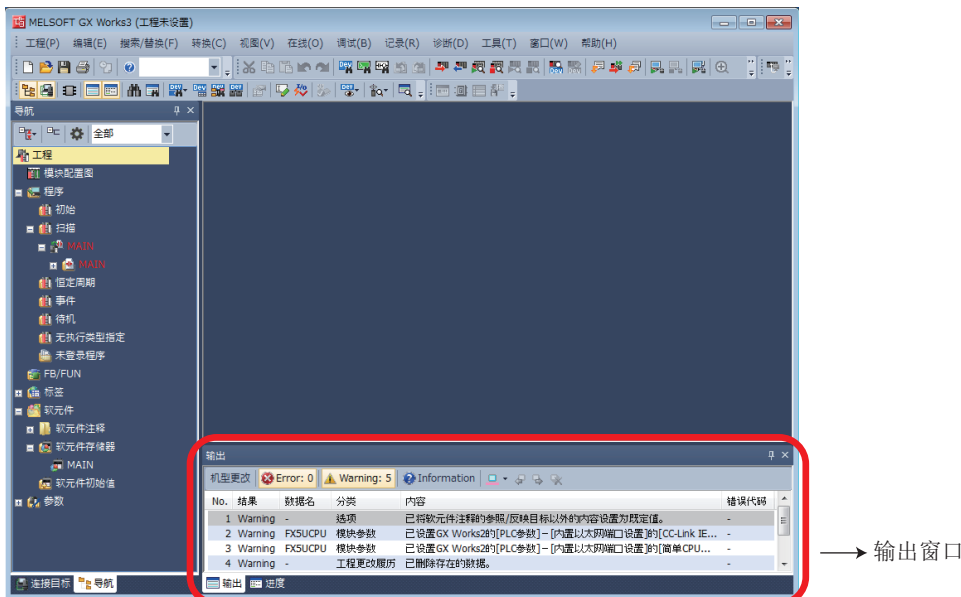 MELSOFT GX Works3 (工程未设置)
工程(P) 编辑(E) 搜索/替换(F) 转换(C) 视图(V) 在线(O) 调试(B) 记录(R) 诊断(D) 工具(T) 窗口(W) 帮助(H)
导航
全部
工程
模块配置图
程序
初始
扫描
MAIN
MAIN
恒定周期
事件
待机
无执行类型指定
未登录程序
FB/FUN
标签
软元件
软元件注释
软元件存储器
MAIN
软元件初始值
参数
连接目标 导航
输出
机型更改 Error: 0 Warning: 5 Information
No. 结果 数据名 分类 内容 错误代码
1 Warning - 选项 已将软元件注释的参照/反映目标以外的内容设置为既定值。 -
2 Warning FX5UCPU 模块参数 已设置GX Works2的[PLC参数]-[内置以太网端口设置]的[CC-Link IE... -
3 Warning FX5UCPU 模块参数 已设置GX Works2的[PLC参数]-[内置以太网端口设置]的[简单CPU... -
4 Warning - 工程更改履历 已删除存在的数据。 -
输出 进度
输出窗口